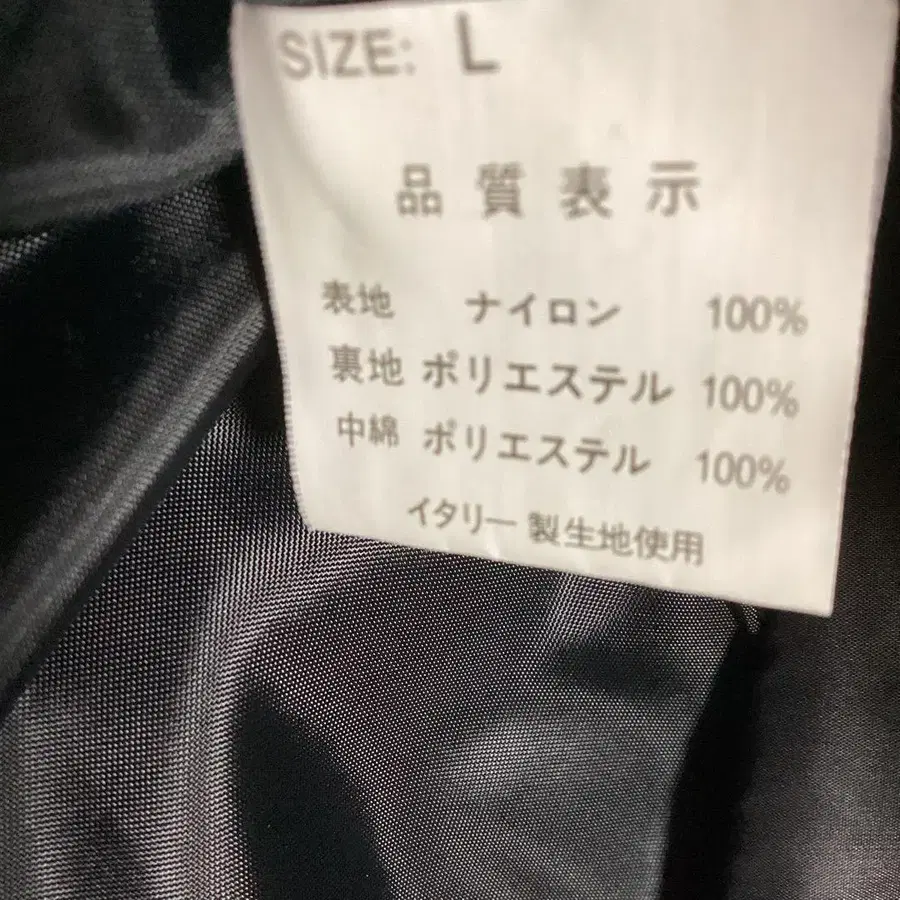 SIZE: L
品質表示
表地 ナイロン 100%
裏地 ポリエステル 100%
中綿 ポリエステル 100%
イタリー製生地使用